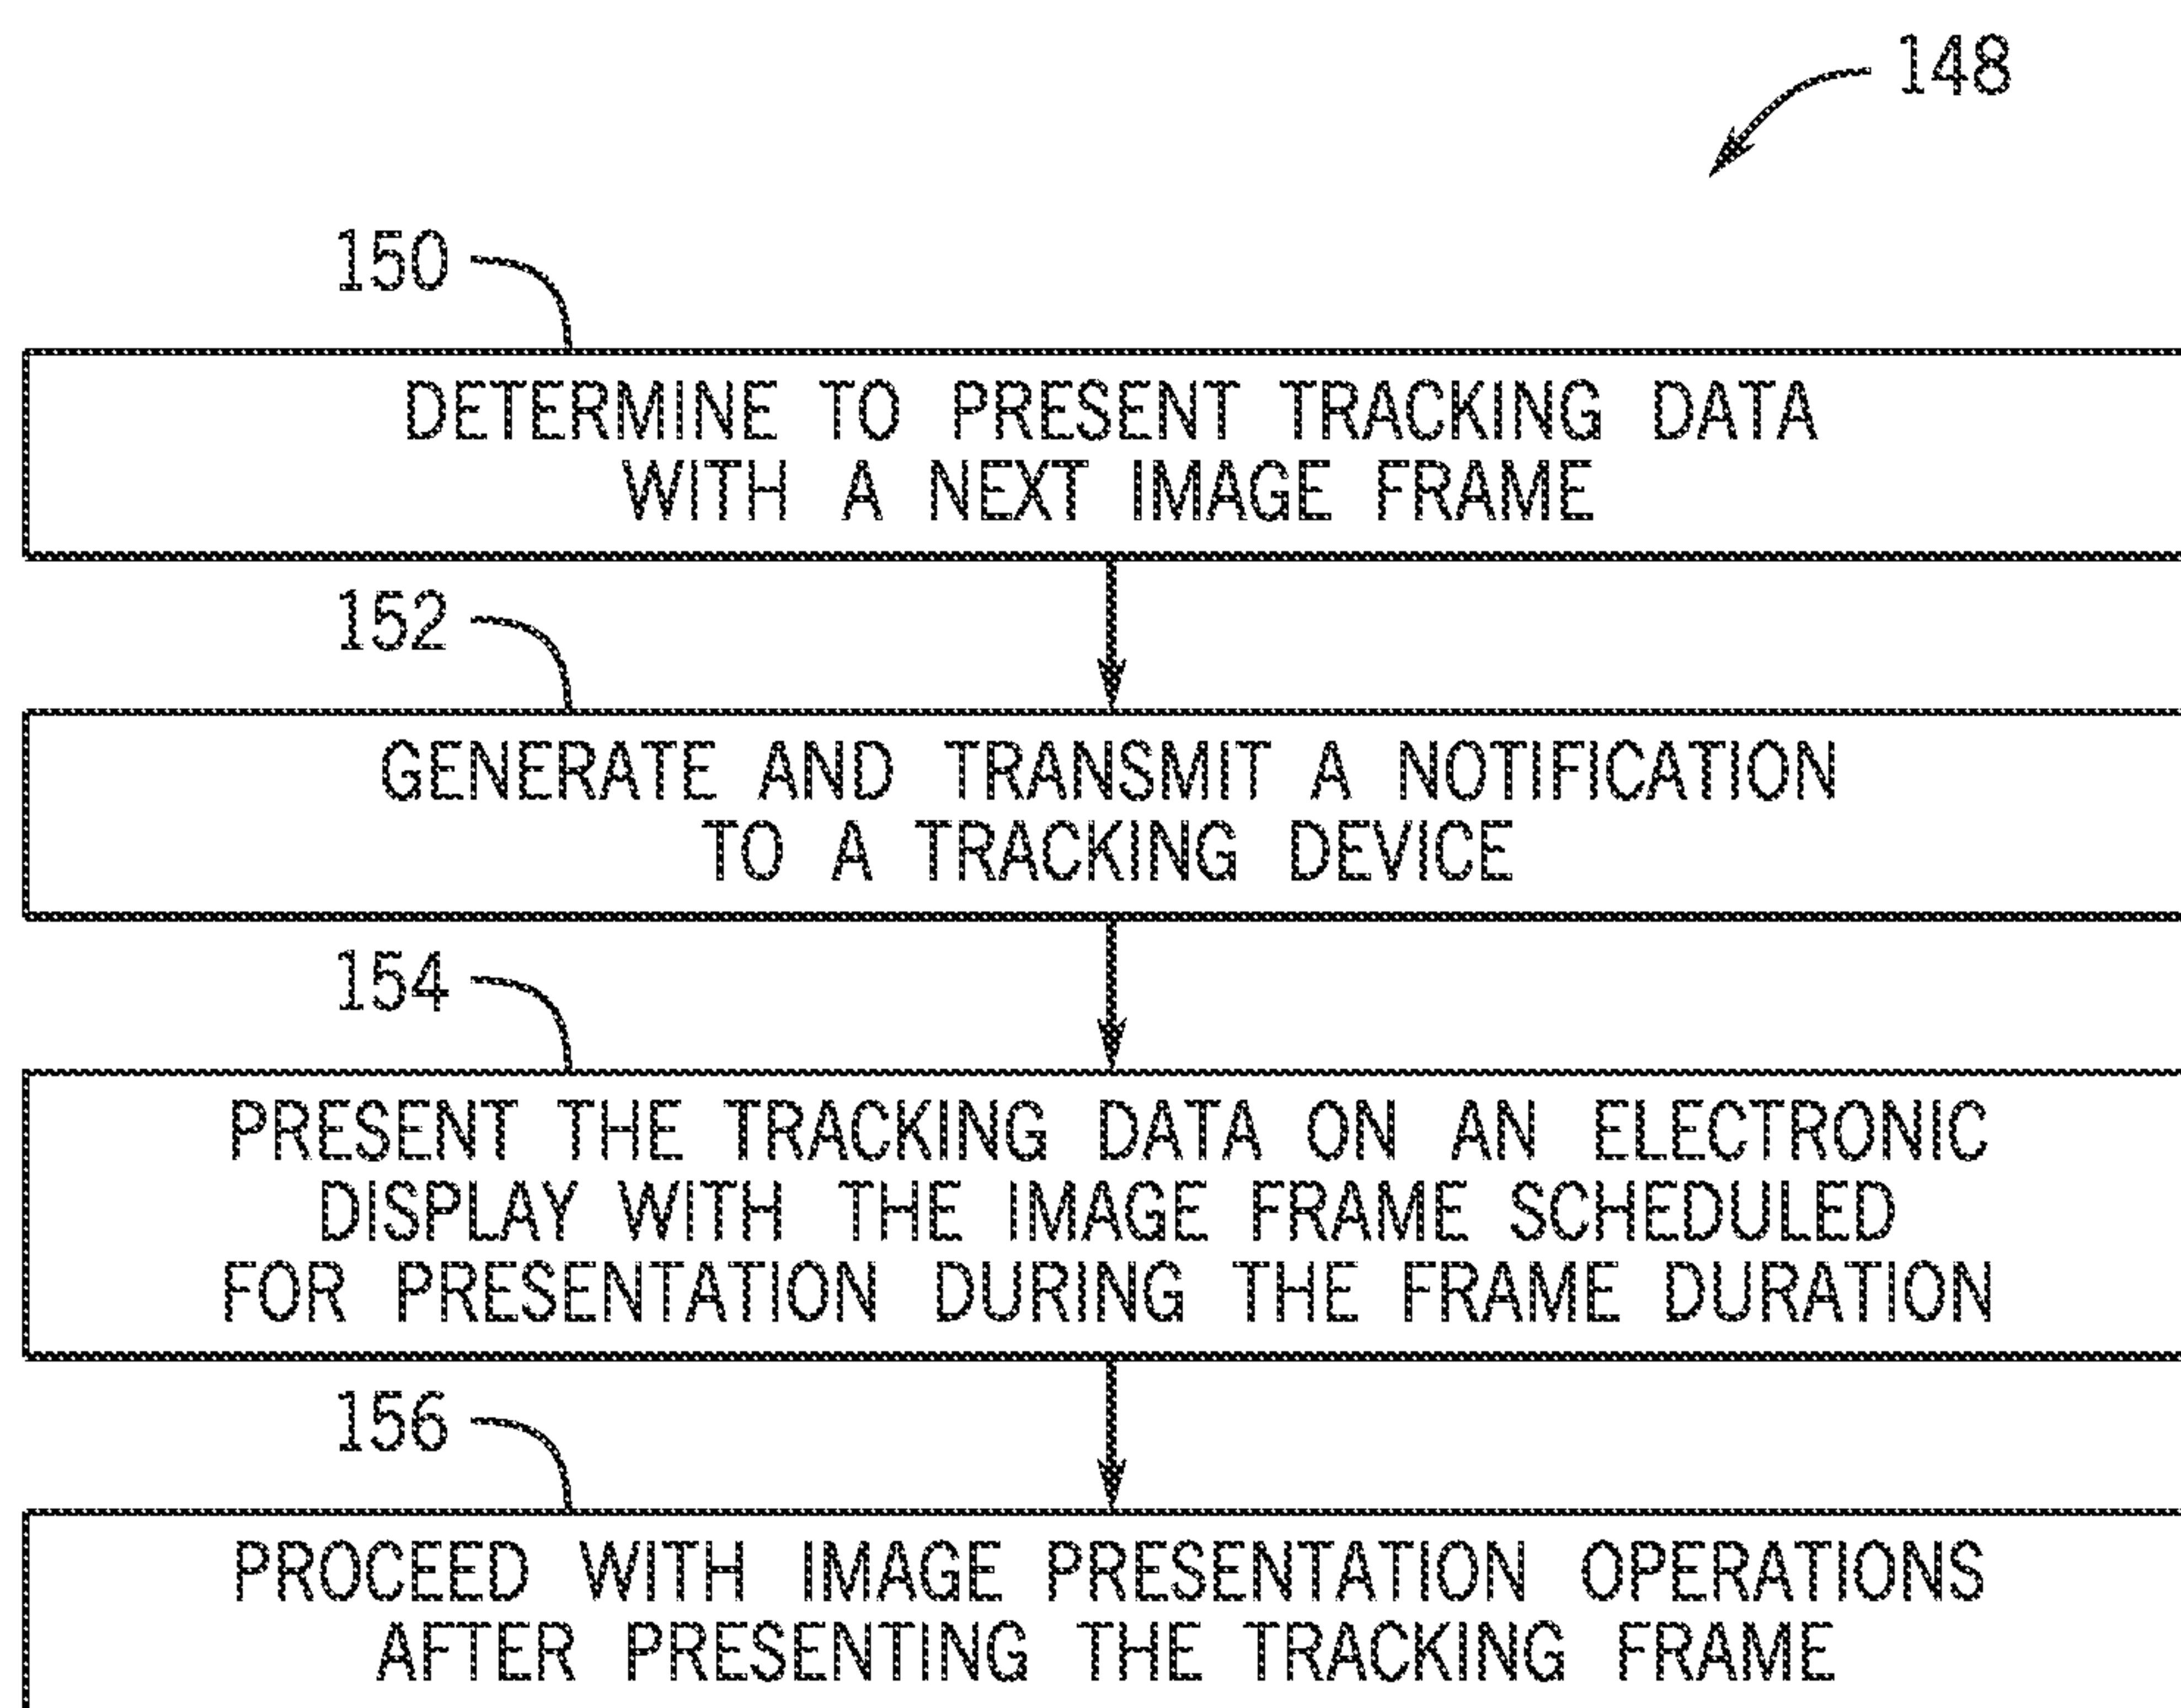 148
150
DETERMINE TO PRESENT TRACKING DATA
WITH A NEXT IMAGE FRAME
152
GENERATE AND TRANSMIT A NOTIFICATION
TO A TRACKING DEVICE
154
PRESENT THE TRACKING DATA ON AN ELECTRONIC
DISPLAY WITH THE IMAGE FRAME SCHEDULED
FOR PRESENTATION DURING THE FRAME DURATION
156
PROCEED WITH IMAGE PRESENTATION OPERATIONS
AFTER PRESENTING THE TRACKING FRAME